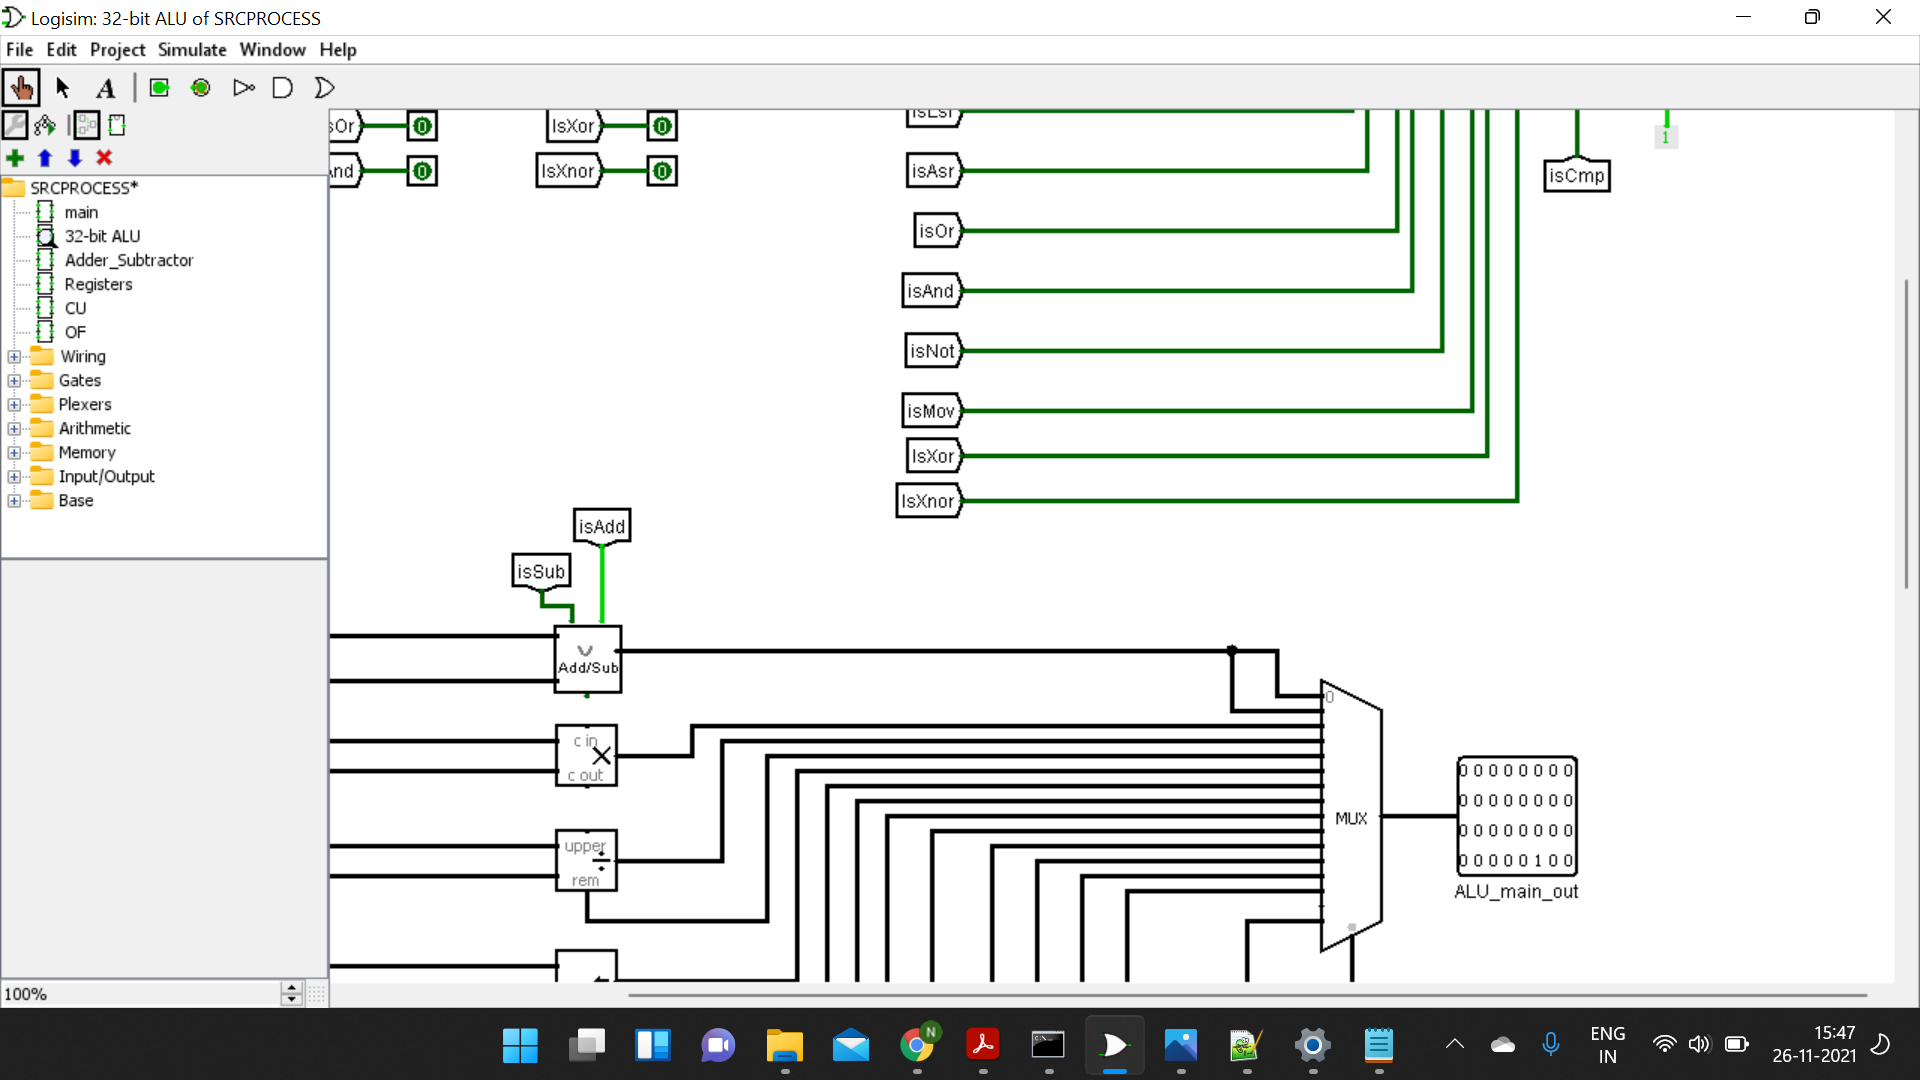 Logisim: 32-bit ALU of SRCPROCESS
File Edit Project Simulate Window Help
A
SRCPROCESS*
main
32-bit ALU
Adder_Subtractor
Registers
CU
OF
Wiring
Gates
Plexers
Arithmetic
Memory
Input/Output
Base
100%
0
IsXor 0
0
IsXnor 0
isAsr
isOr
isAnd
isNot
isMov
IsXor
IsXnor
isCmp
1
isAdd
isSub
Add/Sub
c in
c out
upper
rem
0
MUX
0 0 0 0 0 0 0 0
0 0 0 0 0 0 0 0
0 0 0 0 0 0 0 0
0 0 0 0 0 1 0 0
ALU_main_out
N
ENG
IN
15:47
26-11-2021